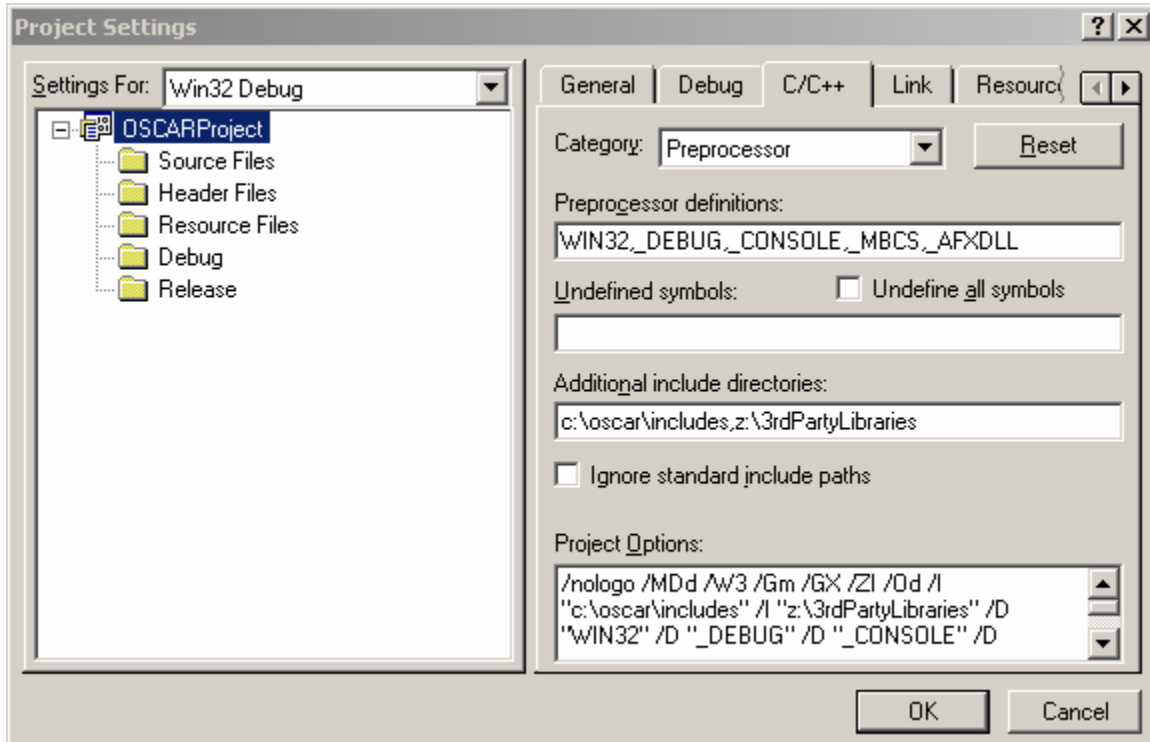 Project Settings
Settings For: Win32 Debug
OSCARProject
Source Files
Header Files
Resource Files
Debug
Release
General Debug C/C++ Link Resourc
Category: Preprocessor Reset
Preprocessor definitions:
WIN32,_DEBUG,_CONSOLE,_MBCS,_AFXDLL
Undefined symbols: Undefine all symbols
Additional include directories:
c:\oscar\includes,z:\3rdPartyLibraries
Ignore standard include paths
Project Options:
/nologo /MDd /W3 /Gm /GX /ZI /Od /I
"c:\oscar\includes" /I "z:\3rdPartyLibraries" /D
"WIN32" /D "_DEBUG" /D "_CONSOLE" /D
OK Cancel